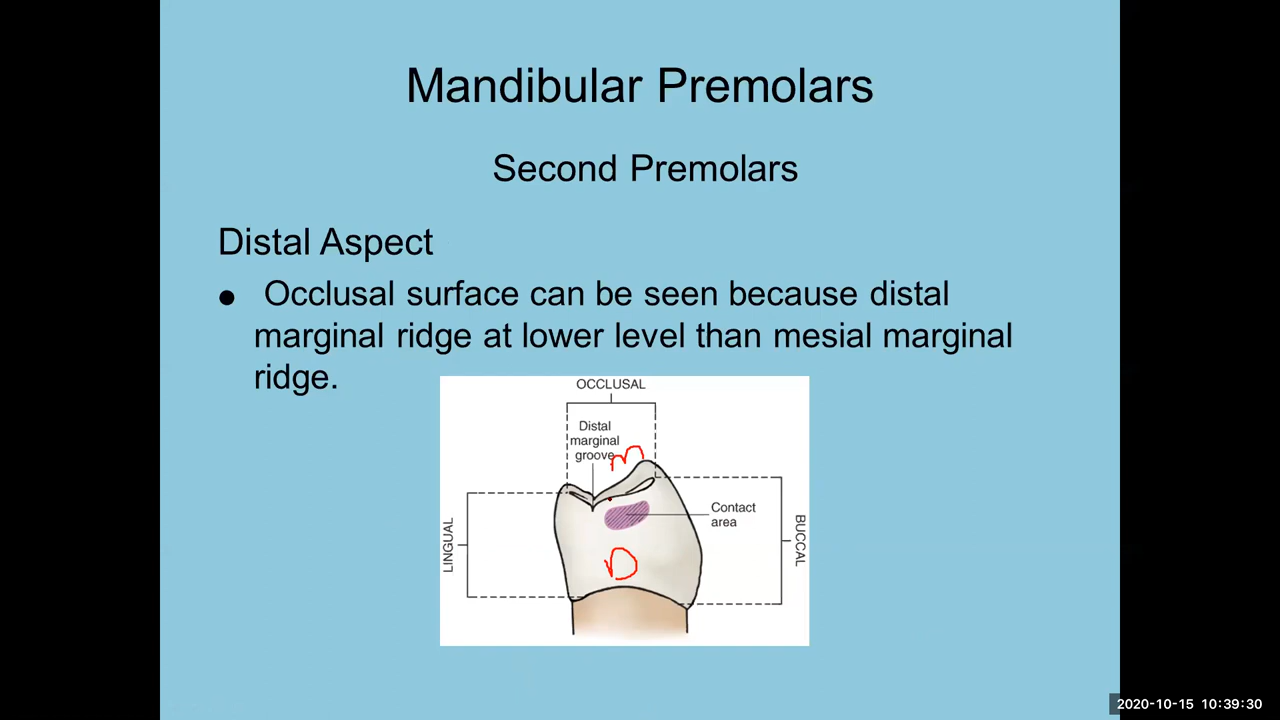 Mandibular Premolars
Second Premolars
Distal Aspect
● Occlusal surface can be seen because distal
marginal ridge at lower level than mesial marginal
ridge.
OCCLUSAL
Distal
marginal
groove
m
Contact
area
LINGUAL
BUCCAL
D
2020-10-15 10:39:30